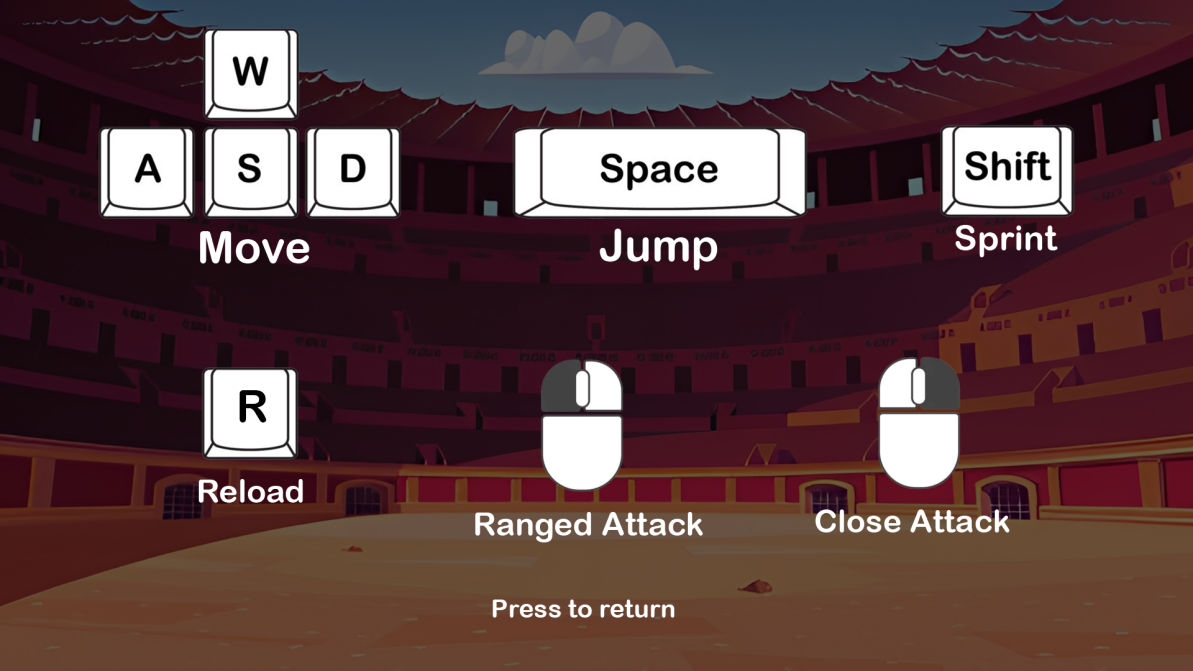 W
A S D
Space
Shift
Move
Jump
Sprint
R
Reload
Ranged Attack
Close Attack
Press to return